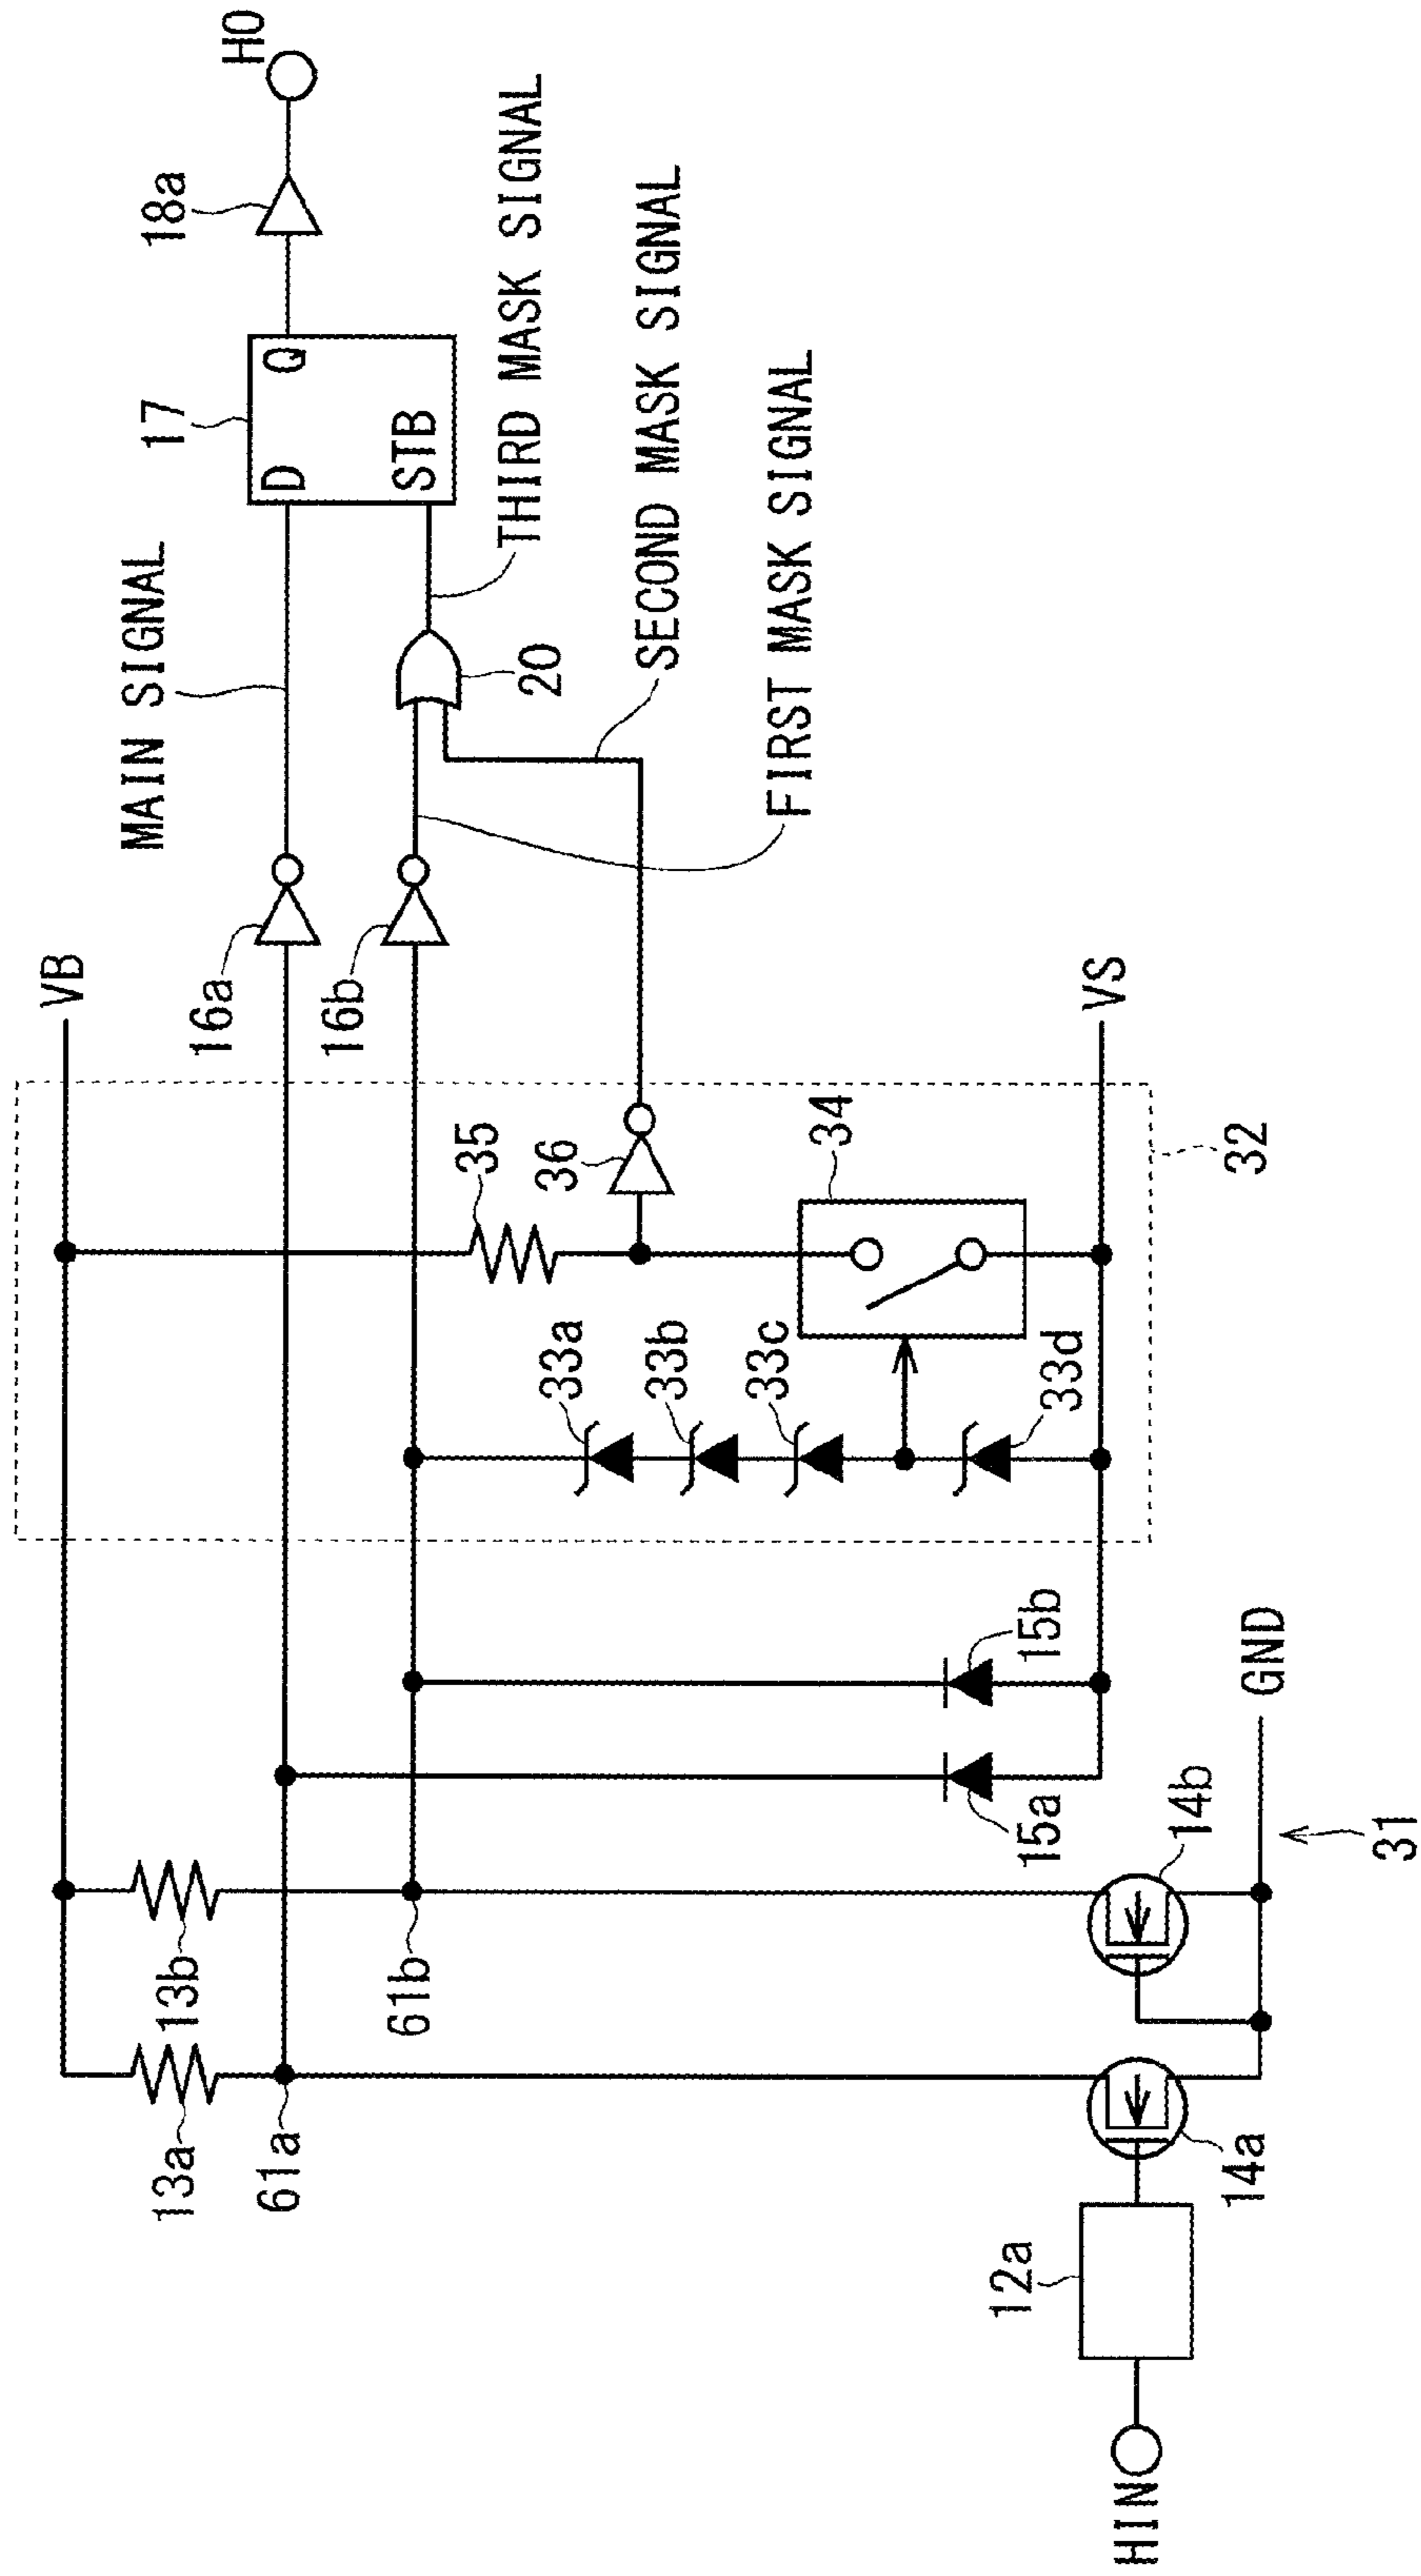 VB
13a
13b
61a
61b
16a
16b
MAIN SIGNAL
17
D
Q
STB
18a
HO
THIRD MASK SIGNAL
20
SECOND MASK SIGNAL
FIRST MASK SIGNAL
35
36
33a
33b
33c
33d
34
VS
32
15a
15b
HIN
12a
14a
14b
GND
31